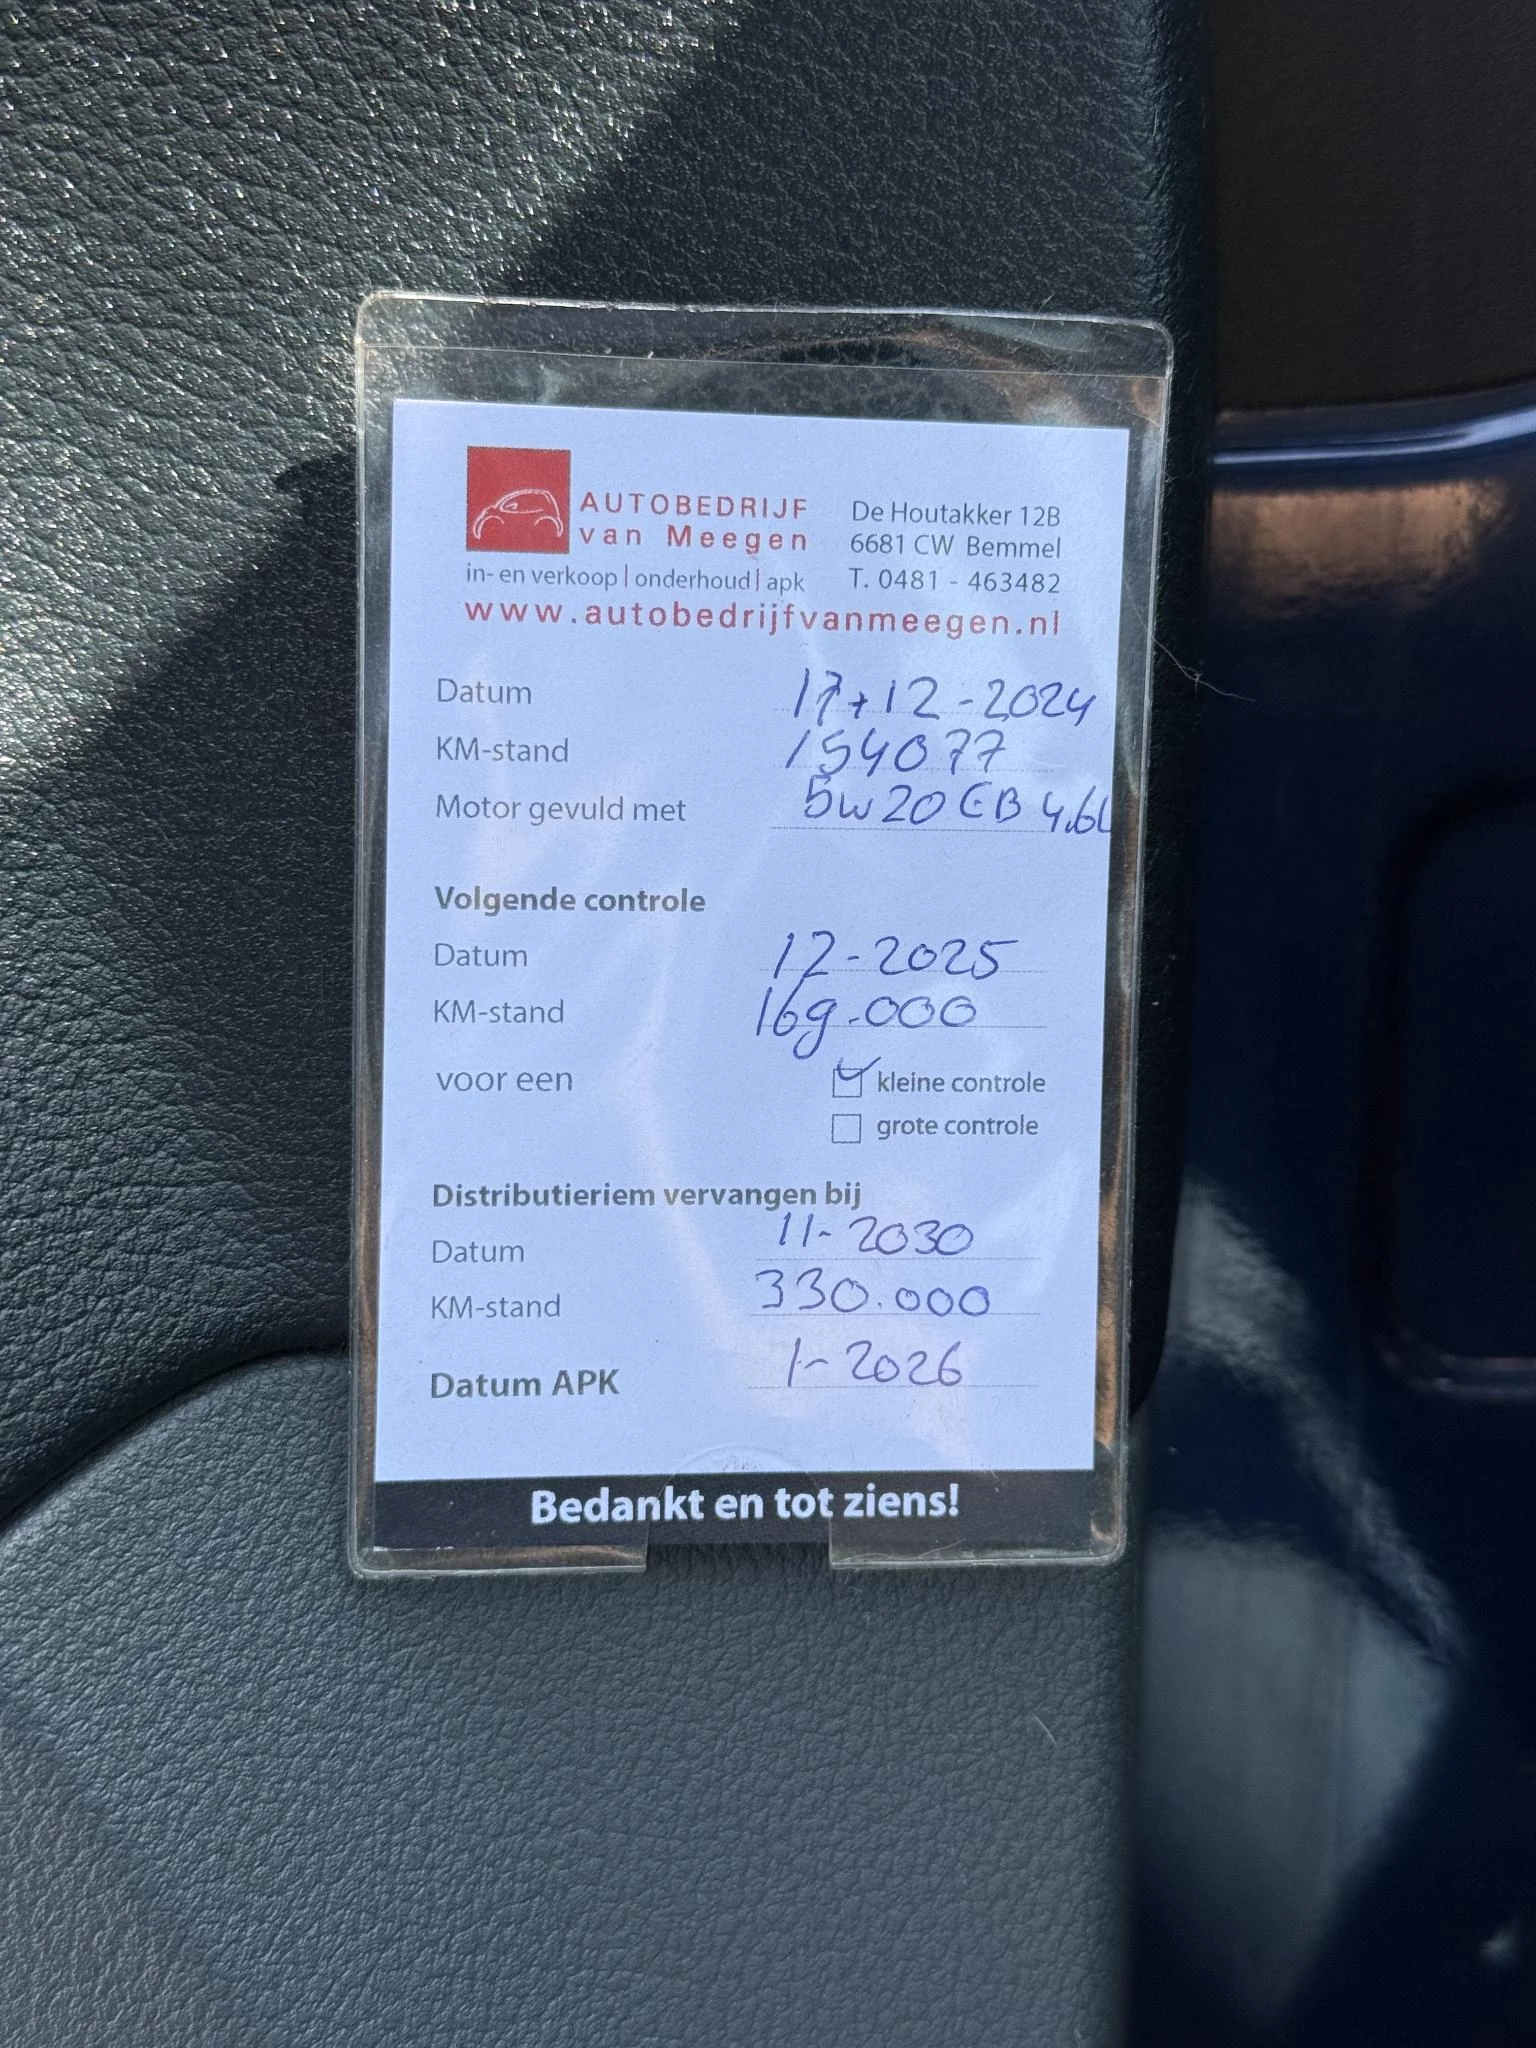 AUTOBEDRIJF
van Meegen
in- en verkoop | onderhoud | apk
De Houtakker 12B
6681 CW Bemmel
T. 0481 - 463482
www.autobedrijfvanmeegen.nl
Datum 17-12-2024
KM-stand 154077
Motor gevuld met 5w20 EB 4.6L
Volgende controle
Datum 12-2025
KM-stand 169.000
voor een kleine controle
grote controle
Distributieriem vervangen bij
Datum 11-2030
KM-stand 330.000
Datum APK 1-2026
Bedankt en tot ziens!